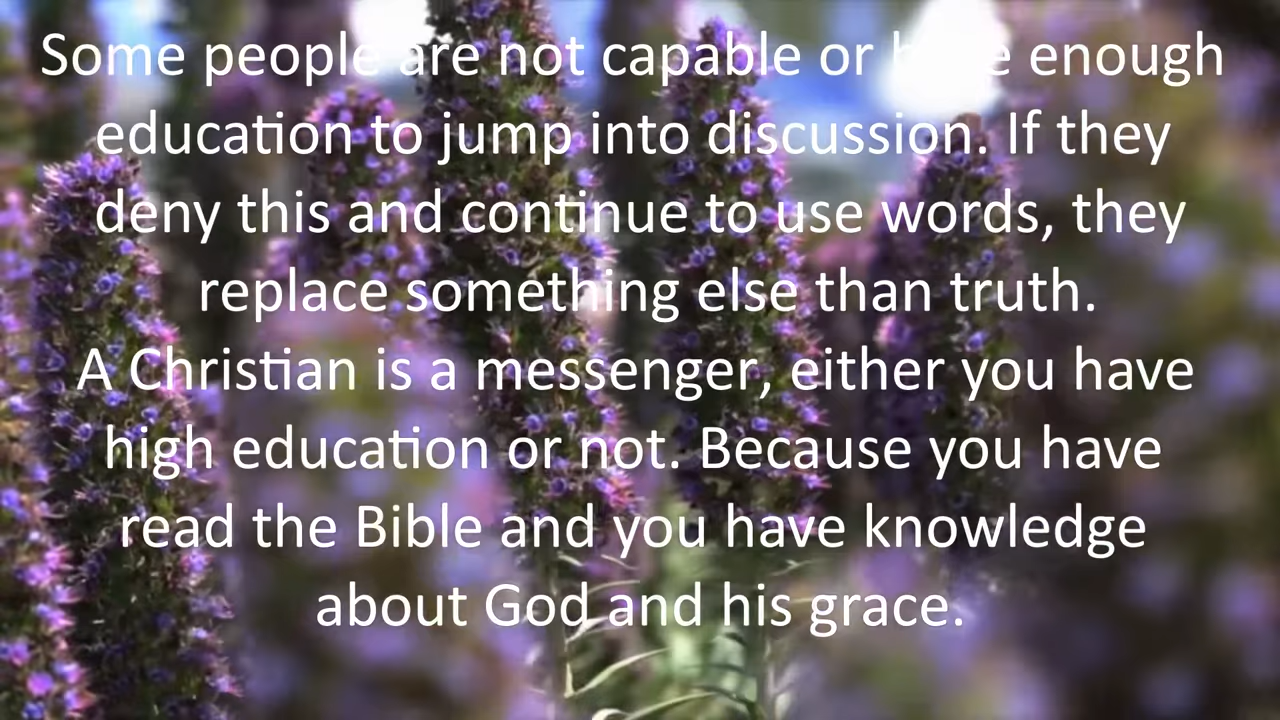 Some people are not capable or have enough
education to jump into discussion. If they
deny this and continue to use words, they
replace something else than truth.
A Christian is a messenger, either you have
high education or not. Because you have
read the Bible and you have knowledge
about God and his grace.